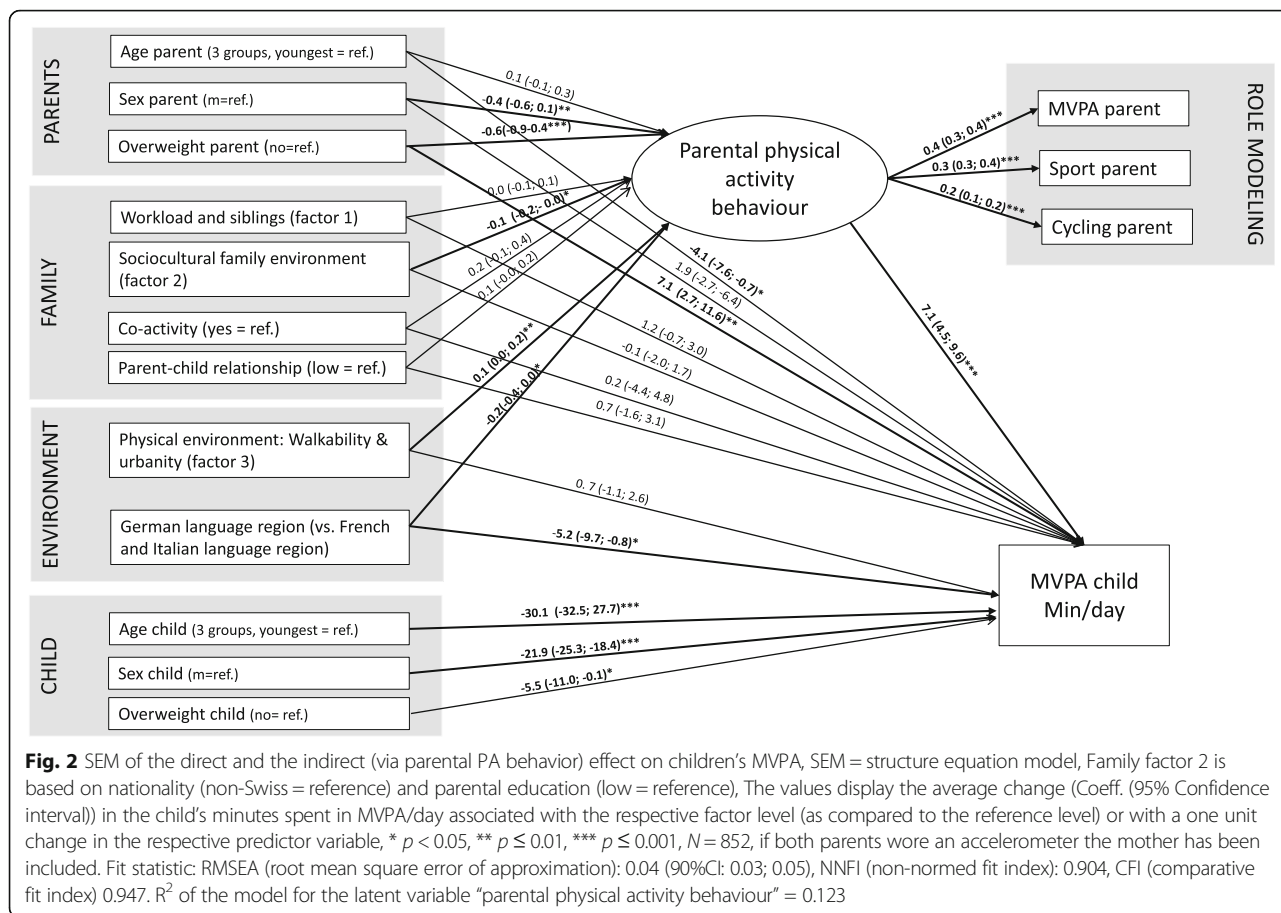 PARENTS
Age parent (3 groups, youngest = ref.)
Sex parent (m=ref.)
Overweight parent (no=ref.)
FAMILY
Workload and siblings (factor 1)
Sociocultural family environment
(factor 2)
Co-activity (yes = ref.)
Parent-child relationship (low = ref.)
ENVIRONMENT
Physical environment: Walkability &
urbanity (factor 3)
German language region (vs. French
and Italian language region)
CHILD
Age child (3 groups, youngest = ref.)
Sex child (m=ref.)
Overweight child (no= ref.)
0.1 (-0.1; 0.3)
-0.4 (-0.6; 0.1)**
-0.6(-0.9-0.4***)
0.0 (-0.1; 0.1)
-0.1 (-0.2; -0.0)*
0.2 (-0.1; 0.4)
0.1 (-0.0; 0.2)
0.1 (0.0; 0.2)**
-0.2(-0.4; 0.0)*
Parental physical
activity
behaviour
0.4 (0.3; 0.4)***
0.3 (0.3; 0.4)***
0.2 (0.1; 0.2)***
MVPA parent
Sport parent
Cycling parent
ROLE MODELING
-4.1 (-7.6; -0.7)*
1.9 (-2.7; -6.4)
7.1 (2.7; 11.6)**
1.2 (-0.7; 3.0)
-0.1 (-2.0; 1.7)
0.2 (-4.4; 4.8)
0.7 (-1.6; 3.1)
7.1 (4.5; 9.6)***
0. 7 (-1.1; 2.6)
-5.2 (-9.7; -0.8)*
-30.1 (-32.5; 27.7)***
-21.9 (-25.3; -18.4)***
-5.5 (-11.0; -0.1)*
MVPA child
Min/day
Fig. 2 SEM of the direct and the indirect (via parental PA behavior) effect on children's MVPA, SEM = structure equation model, Family factor 2 is
based on nationality (non-Swiss = reference) and parental education (low = reference), The values display the average change (Coeff. (95% Confidence
interval)) in the child's minutes spent in MVPA/day associated with the respective factor level (as compared to the reference level) or with a one unit
change in the respective predictor variable, * p < 0.05, ** p ≤ 0.01, *** p ≤ 0.001, N = 852, if both parents wore an accelerometer the mother has been
included. Fit statistic: RMSEA (root mean square error of approximation): 0.04 (90%CI: 0.03; 0.05), NNFI (non-normed fit index): 0.904, CFI (comparative
fit index) 0.947. R² of the model for the latent variable "parental physical activity behaviour" = 0.123